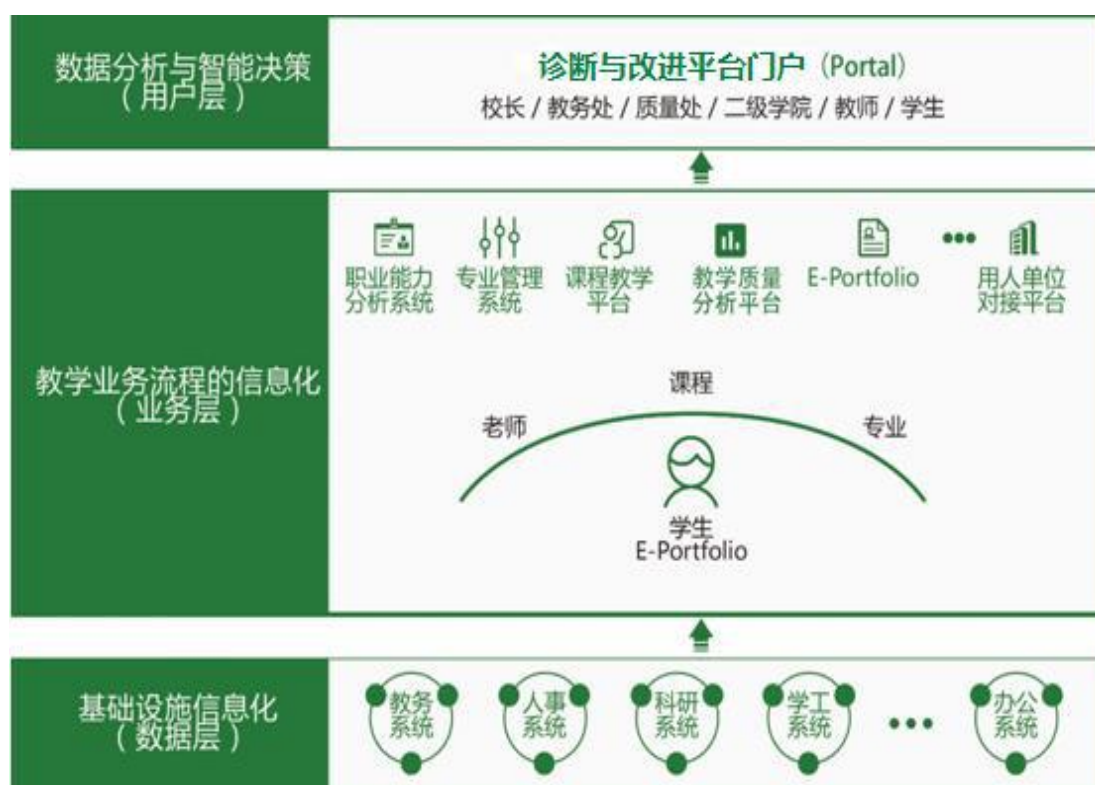 数据分析与智能决策
（用户层）
诊断与改进平台门户（Portal）
校长 / 教务处 / 质量处 / 二级学院 / 教师 / 学生
教学业务流程的信息化
（业务层）
职业能力
分析系统
专业管理
系统
课程教学
平台
教学质量
分析平台
E-Portfolio
•••
用人单位
对接平台
课程
老师
专业
学生
E-Portfolio
基础设施信息化
（数据层）
教务
系统
人事
系统
科研
系统
学工
系统
•••
办公
系统